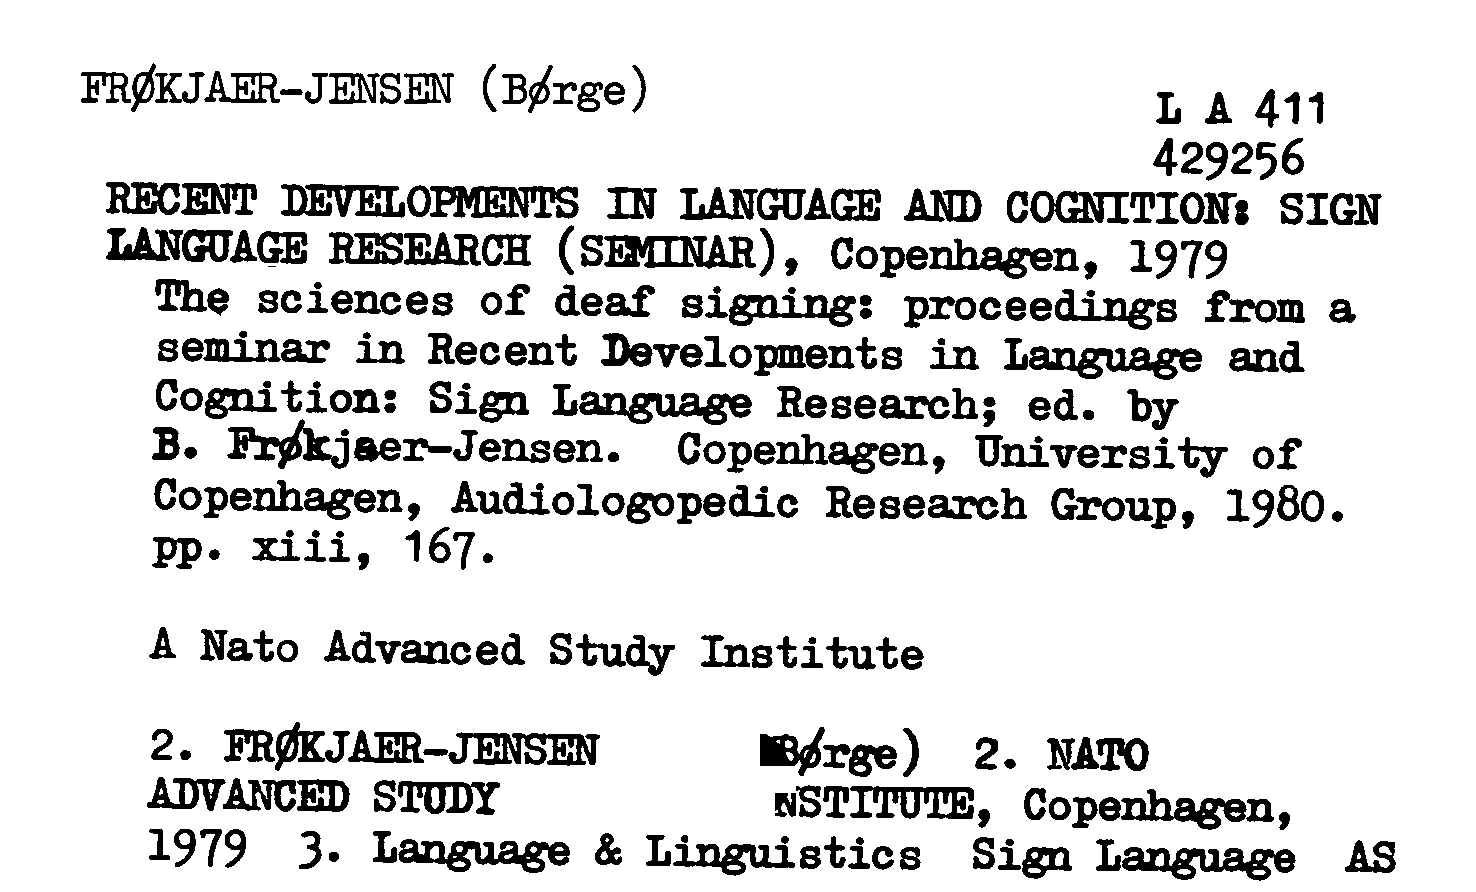 FRØKJAER-JENSEN (Børge)
L A 411
429256
RECENT DEVELOPMENTS IN LANGUAGE AND COGNITION: SIGN
LANGUAGE RESEARCH (SEMINAR), Copenhagen, 1979
The sciences of deaf signing: proceedings from a
seminar in Recent Developments in Language and
Cognition: Sign Language Research; ed. by
B. Frøkjaer-Jensen. Copenhagen, University of
Copenhagen, Audiologopedic Research Group, 1980.
pp. xiii, 167.
A Nato Advanced Study Institute
2. FRØKJAER-JENSEN Børge) 2. NATO
ADVANCED STUDY NSTITUTE, Copenhagen,
1979 3. Language & Linguistics Sign Language AS